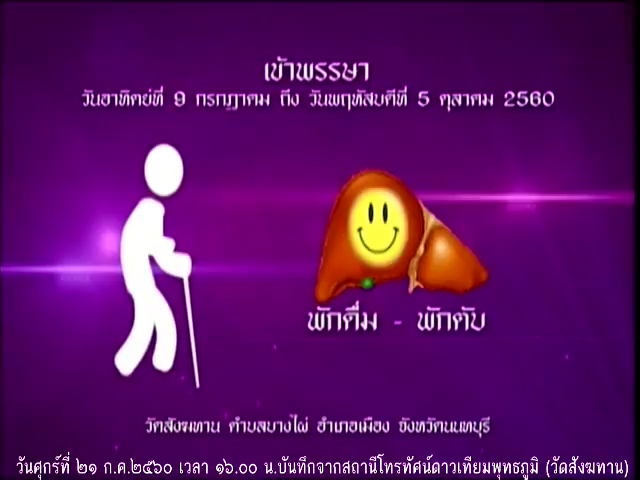 เข้าพรรษา
วันอาทิตย์ที่ 9 กรกฎาคม ถึง วันพฤหัสบดีที่ 5 ตุลาคม 2560
พักดื่ม - พักตับ
วัดสังฆทาน ตำบลบางไผ่ อำเภอเมือง จังหวัดนนทบุรี
วันศุกร์ที่ ๒๑ ก.ค.๒๕๖๐ เวลา ๑๖.๐๐ น.บันทึกจากสถานีโทรทัศน์ดาวเทียมพุทธภูมิ (วัดสังฆทาน)